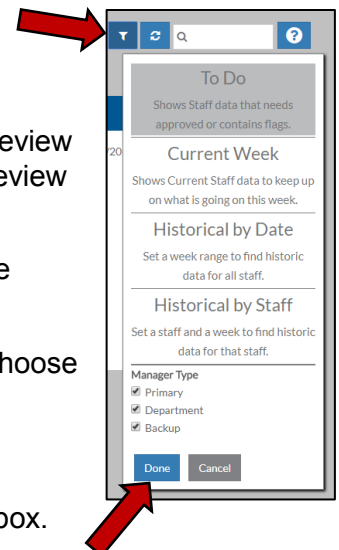 eview
eview
e
hoose
box.
/20
To Do
Shows Staff data that needs
approved or contains flags.
Current Week
Shows Current Staff data to keep up
on what is going on this week.
Historical by Date
Set a week range to find historic
data for all staff.
Historical by Staff
Set a staff and a week to find historic
data for that staff.
Manager Type
Primary
Department
Backup
Done Cancel